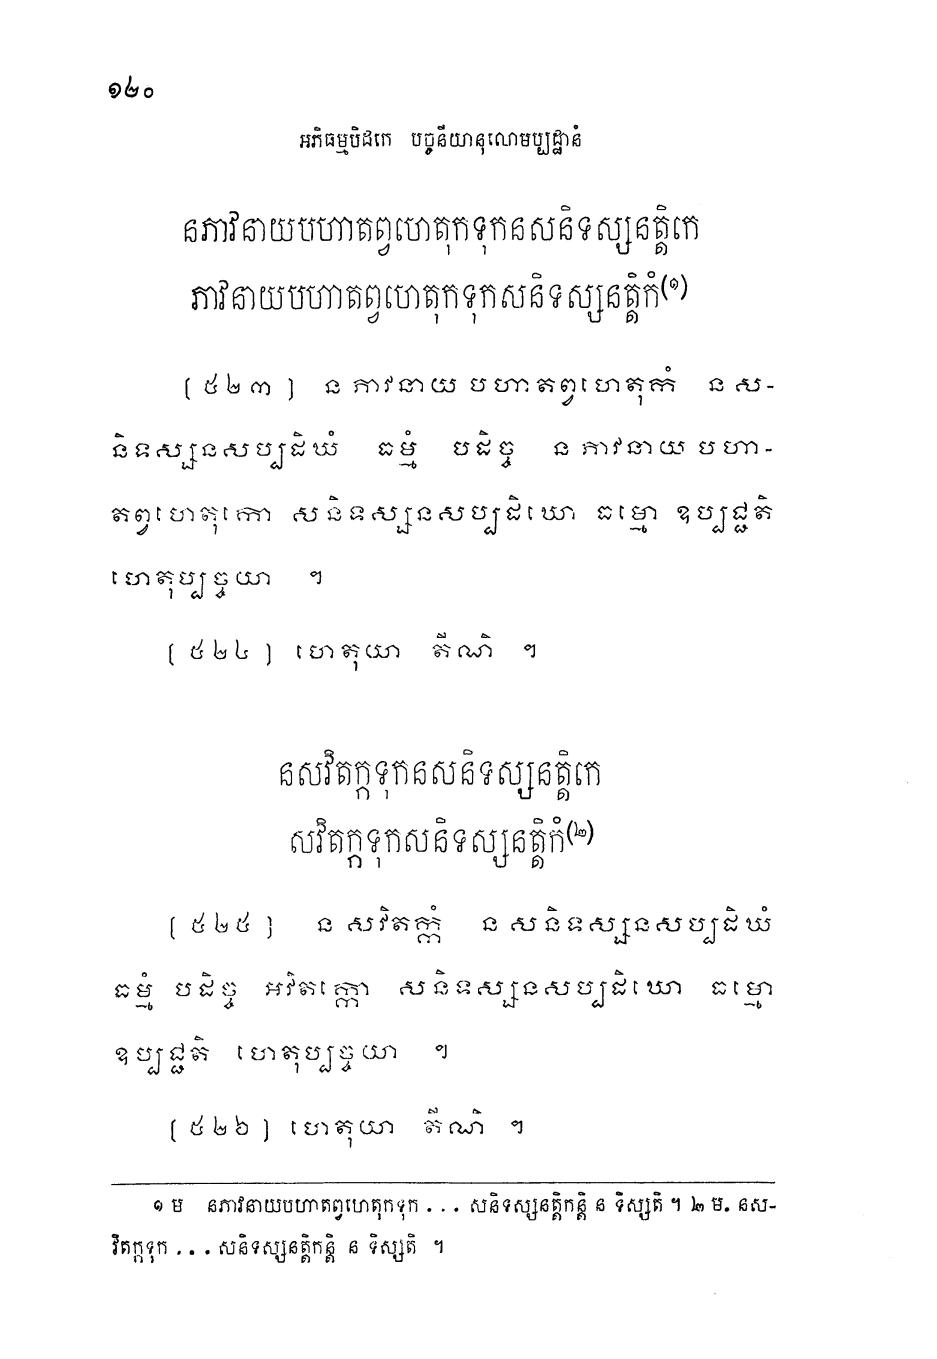 ១២០
អភិធម្មបិដកេ បច្ចនីយានុលោមប្បដ្ឋានំ
នភាវនាយបហាតព្វហេតុកទុកនសនិទស្សនត្តិកេ
ភាវនាយបហាតព្វហេតុកទុកសនិទស្សនត្តិកំ(១)
[ ៥២៣ ] ន ភាវនាយ បហាតព្វហេតុកំ ន ស-
និទស្សនសប្បដិឃំ ធម្មំ បដិច្ច ន ភាវនាយ បហា-
តព្វហេតុកោ សនិទស្សនសប្បដិឃោ ធម្មោ ឧប្បជ្ជតិ
ហេតុប្បច្ចយា ។
[ ៥២៤ ] ហេតុយា តីណិ ។
នសវិតក្កទុកនសនិទស្សនត្តិកេ
សវិតក្កទុកសនិទស្សនត្តិកំ(២)
[ ៥២៥ ] ន សវិតក្កំ ន សនិទស្សនសប្បដិឃំ
ធម្មំ បដិច្ច អវិតក្កោ សនិទស្សនសប្បដិឃោ ធម្មោ
ឧប្បជ្ជតិ ហេតុប្បច្ចយា ។
[ ៥២៦ ] ហេតុយា តីណិ ។
១ ម នភាវនាយបហាតព្វហេតុកទុក . . . សនិទស្សនត្តិកន្តិ ន ទិស្សតិ ។ ២ ម. នស-
វិតក្កទុក . . . សនិទស្សនត្តិកន្តិ ន ទិស្សតិ ។